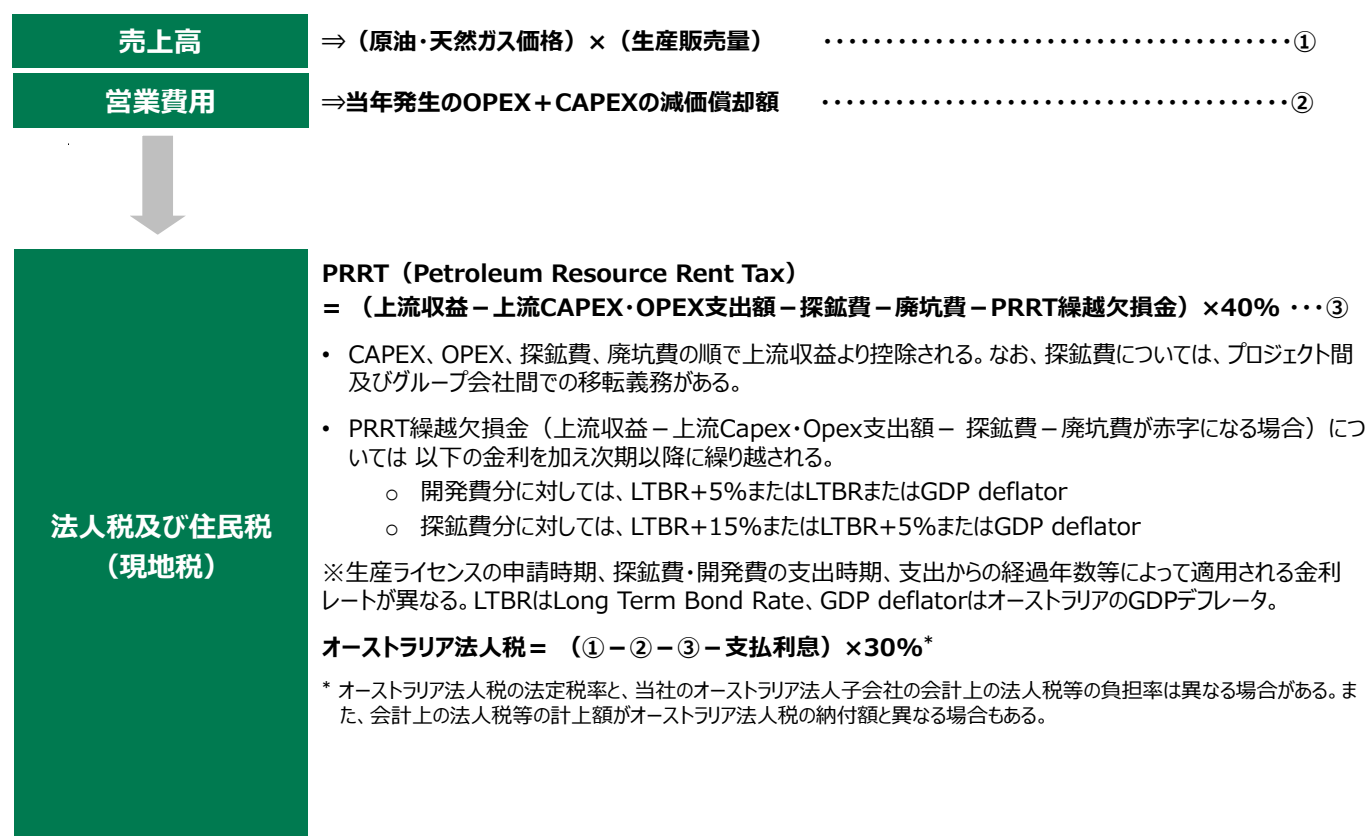 売上高
⇒（原油・天然ガス価格）×（生産販売量） ・・・・・・・・・・・・・・・・・・・・・・・・・・・・・・・・・・・・・・①
営業費用
⇒当年発生のOPEX＋CAPEXの減価償却額 ・・・・・・・・・・・・・・・・・・・・・・・・・・・・・・・・・・・・・・②
法人税及び住民税
（現地税）
PRRT（Petroleum Resource Rent Tax）
＝ （上流収益－上流CAPEX・OPEX支出額－探鉱費－廃坑費－PRRT繰越欠損金）×40% ・・・③
• CAPEX、OPEX、探鉱費、廃坑費の順で上流収益より控除される。なお、探鉱費については、プロジェクト間
及びグループ会社間での移転義務がある。
• PRRT繰越欠損金（上流収益－上流Capex・Opex支出額－ 探鉱費－廃坑費が赤字になる場合）につ
いては 以下の金利を加え次期以降に繰り越される。
○ 開発費分に対しては、LTBR+5%またはLTBRまたはGDP deflator
○ 探鉱費分に対しては、LTBR+15%またはLTBR+5%またはGDP deflator
※生産ライセンスの申請時期、探鉱費・開発費の支出時期、支出からの経過年数等によって適用される金利
レートが異なる。LTBRはLong Term Bond Rate、GDP deflatorはオーストラリアのGDPデフレータ。
オーストラリア法人税＝ （①－②－③－支払利息）×30%*
* オーストラリア法人税の法定税率と、当社のオーストラリア法人子会社の会計上の法人税等の負担率は異なる場合がある。ま
た、会計上の法人税等の計上額がオーストラリア法人税の納付額と異なる場合もある。